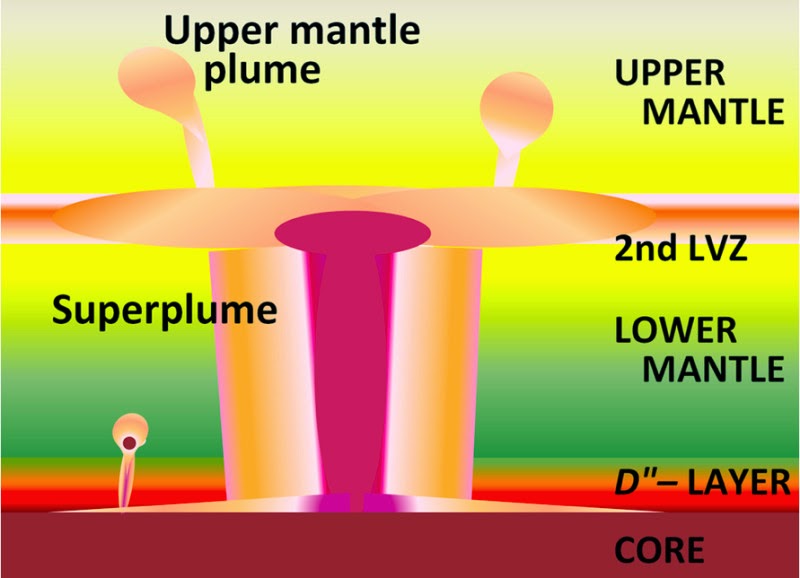 Upper mantle
plume
UPPER
MANTLE
2nd LVZ
Superplume
LOWER
MANTLE
D"– LAYER
CORE